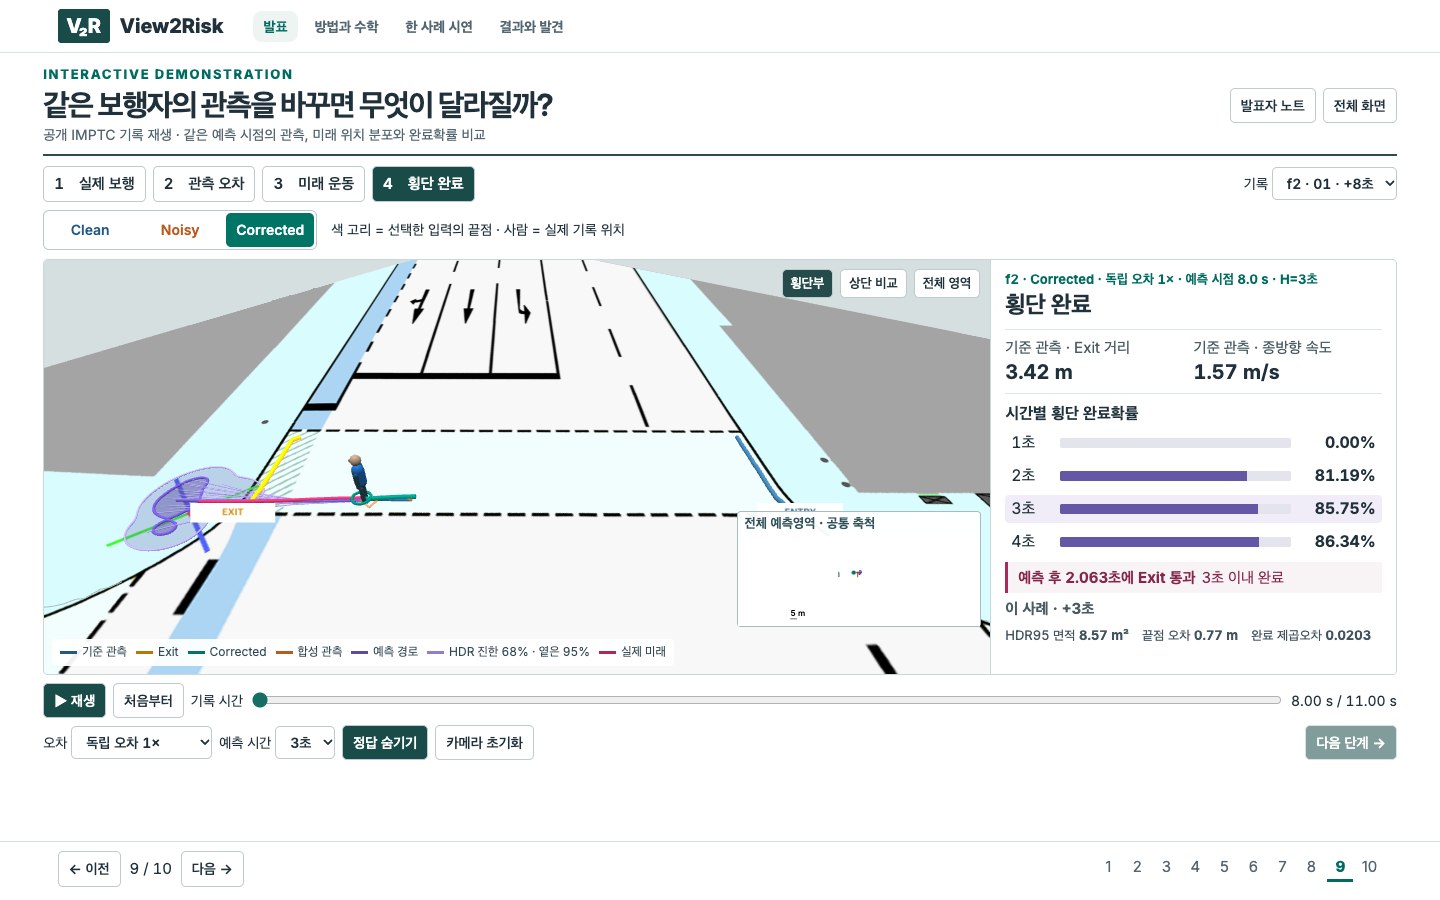 V2R View2Risk 발표 방법과 수학 한 사례 시연 결과와 발견
INTERACTIVE DEMONSTRATION
같은 보행자의 관측을 바꾸면 무엇이 달라질까?
공개 IMPTC 기록 재생 · 같은 예측 시점의 관측, 미래 위치 분포와 완료확률 비교
발표자 노트 전체 화면
1 실제 보행 2 관측 오차 3 미래 운동 4 횡단 완료
기록 f2 · 01 · +8초
Clean Noisy Corrected 색 고리 = 선택한 입력의 끝점 · 사람 = 실제 기록 위치
횡단부 상단 비교 전체 영역
EXIT
ENTRY
전체 예측영역 · 공통 축척
5 m
기준 관측 Exit Corrected 합성 관측 예측 경로 HDR 진한 68% · 옅은 95% 실제 미래
f2 · Corrected · 독립 오차 1× · 예측 시점 8.0 s · H=3초
횡단 완료
기준 관측 · Exit 거리 기준 관측 · 종방향 속도
3.42 m 1.57 m/s
시간별 횡단 완료확률
1초 0.00%
2초 81.19%
3초 85.75%
4초 86.34%
예측 후 2.063초에 Exit 통과 3초 이내 완료
이 사례 · +3초
HDR95 면적 8.57 m² 끝점 오차 0.77 m 완료 제곱오차 0.0203
▶ 재생 처음부터 기록 시간 8.00 s / 11.00 s
오차 독립 오차 1× 예측 시간 3초 정답 숨기기 카메라 초기화 다음 단계 →
← 이전 9 / 10 다음 → 1 2 3 4 5 6 7 8 9 10